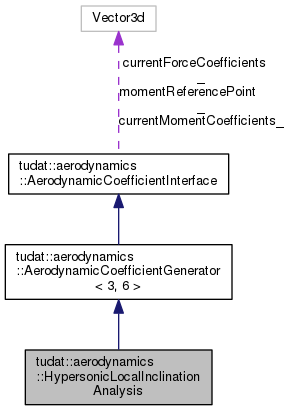 Vector3d
currentForceCoefficients
_
momentReferencePoint
_
currentMomentCoefficients_
tudat::aerodynamics
::AerodynamicCoefficientInterface
tudat::aerodynamics
::AerodynamicCoefficientGenerator
< 3, 6 >
tudat::aerodynamics
::HypersonicLocalInclination
Analysis